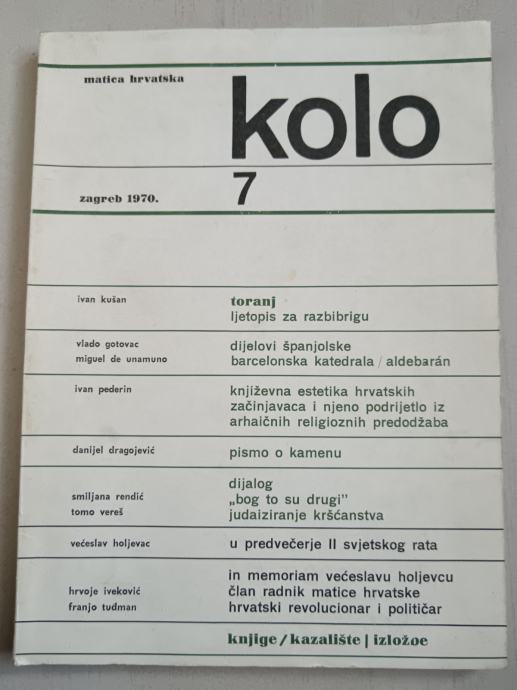 matica hrvatska
kolo
7
zagreb 1970.
ivan kušan
toranj
ljetopis za razbibrigu
vlado gotovac
miguel de unamuno
dijelovi španjolske
barcelonska katedrala / aldebarán
ivan pederin
književna estetika hrvatskih
začinjavaca i njeno podrijetlo iz
arhaičnih religioznih predodžaba
danijel dragojević
pismo o kamenu
smiljana rendić
tomo vereš
dijalog
„bog to su drugi”
judaiziranje kršćanstva
većeslav holjevac
u predvečerje II svjetskog rata
hrvoje iveković
franjo tuđman
in memoriam većeslavu holjevcu
član radnik matice hrvatske
hrvatski revolucionar i političar
knjige/kazalište | izložoe